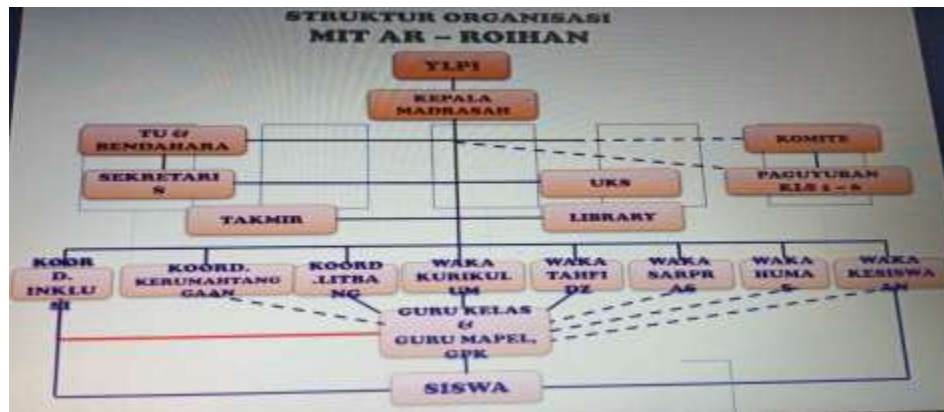 STRUKTUR ORGANISASI
MIT AR – ROIHAN
YLPI
KEPALA
MADRASAH
TU &
BENDAHARA
KOMITE
SEKRETARI
S
UKS
PAGUYUBAN
KLS 1 – 6
TAKMIR
LIBRARY
KOOR
D.
INKLU
SI
KOORD.
KERUMAHTANG
GAAN
KOORD
.LITBA
NG
WAKA
KURIKUL
UM
WAKA
TAHFI
DZ
WAKA
SARPR
AS
WAKA
HUMA
S
WAKA
KESISWA
AN
GURU KELAS
&
GURU MAPEL,
GPK
SISWA